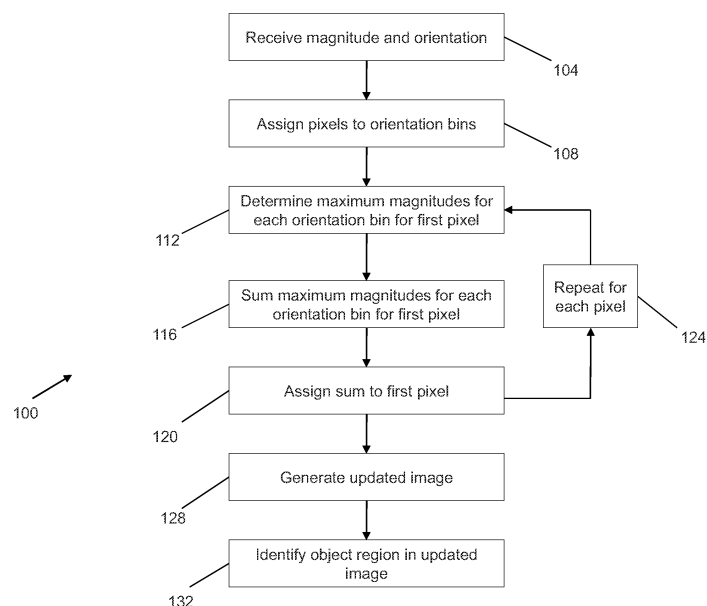 Receive magnitude and orientation
104
Assign pixels to orientation bins
108
Determine maximum magnitudes for
each orientation bin for first pixel
112
Sum maximum magnitudes for each
orientation bin for first pixel
116
Repeat for
each pixel
124
Assign sum to first pixel
120
100
Generate updated image
128
Identify object region in updated
image
132